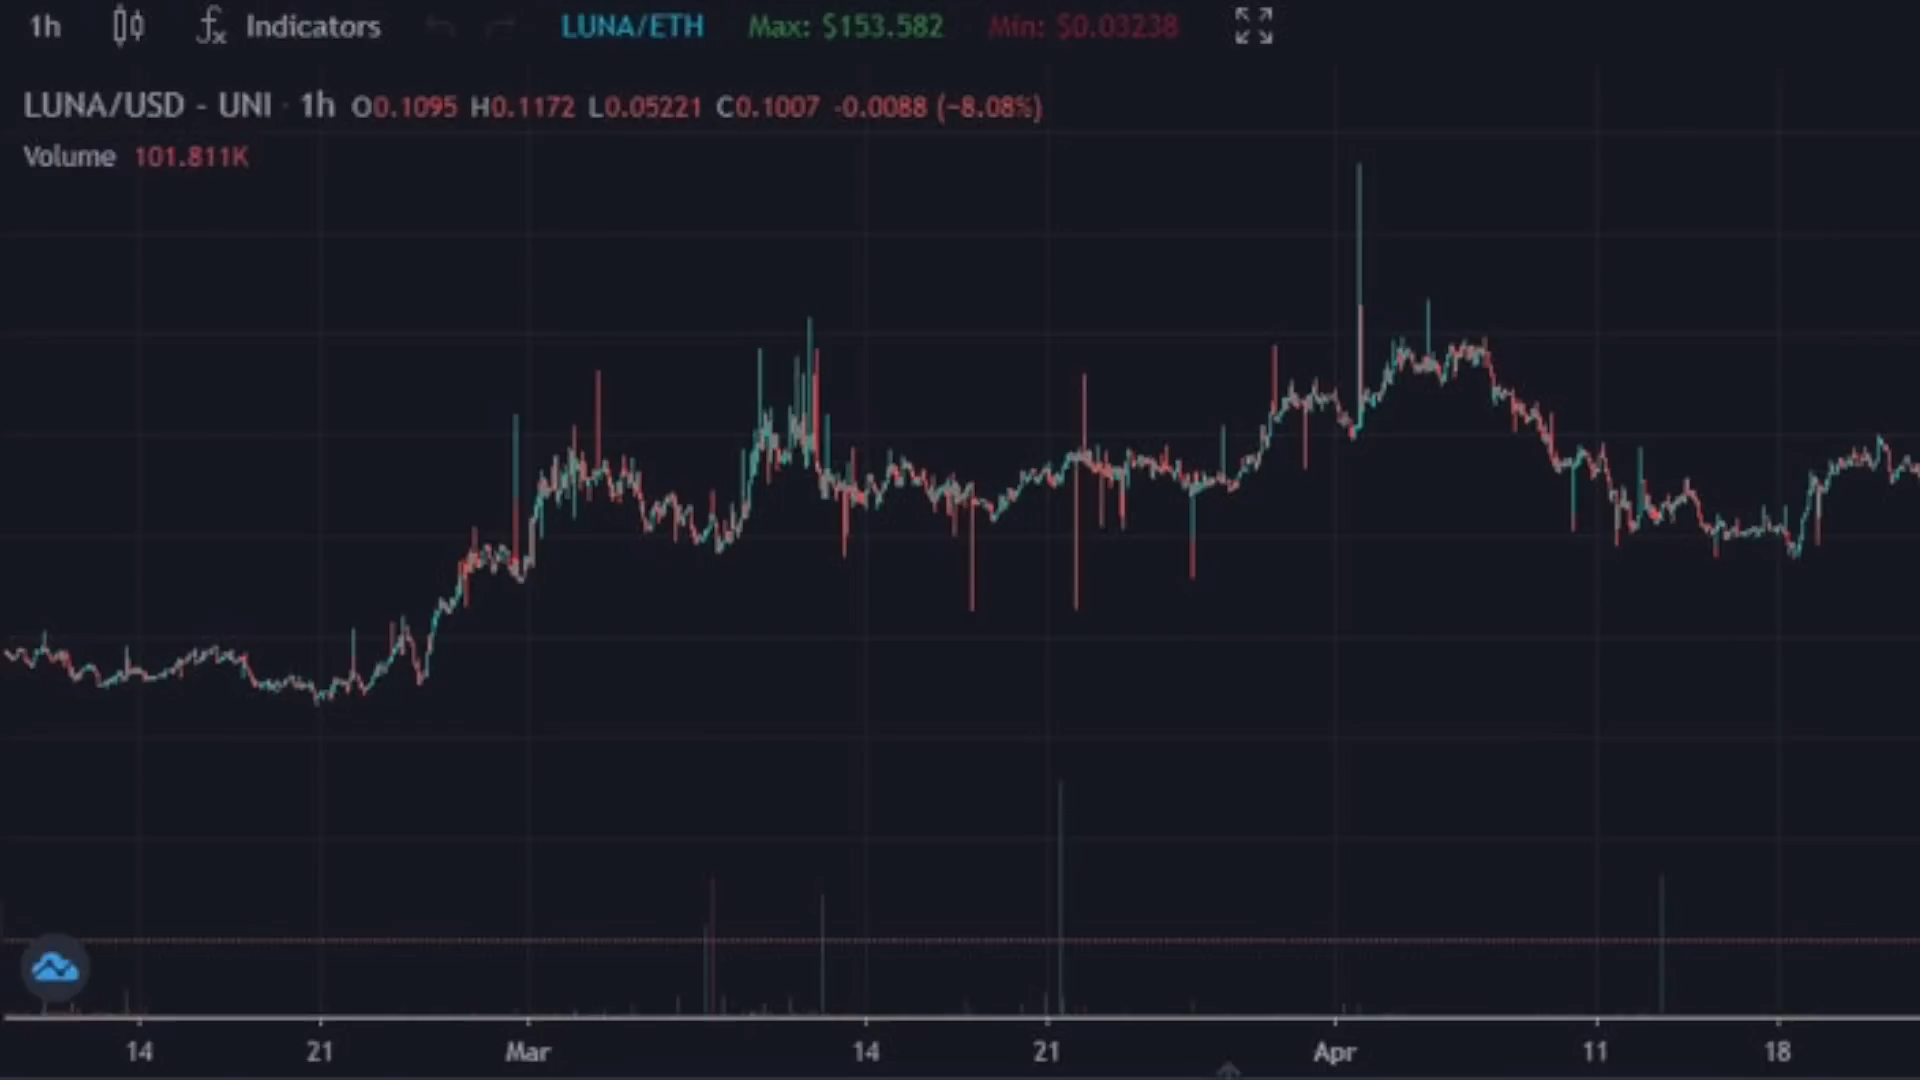 1h Indicators LUNA/ETH Max: $153.582 Min: $0.03238
LUNA/USD - UNI · 1h O0.1095 H0.1172 L0.05221 C0.1007 -0.0088 (-8.08%)
Volume 101.811K
14 21 Mar 14 21 Apr 11 18